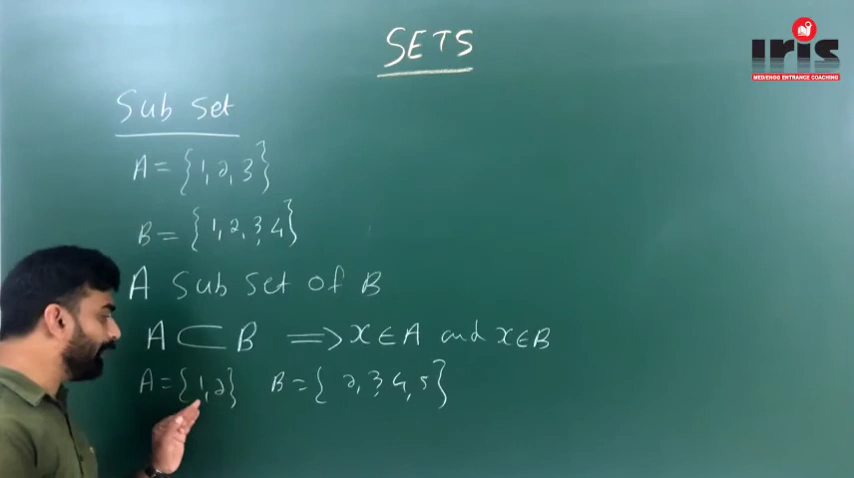 SETS
iris
MED/ENGG ENTRANCE COACHING
Sub set
A = {1, 2, 3}
B = {1, 2, 3, 4}
A Sub set of B
A ⊂ B ⟹ x ∈ A and x ∈ B
A = {1, 2} B = {2, 3, 4, 5}